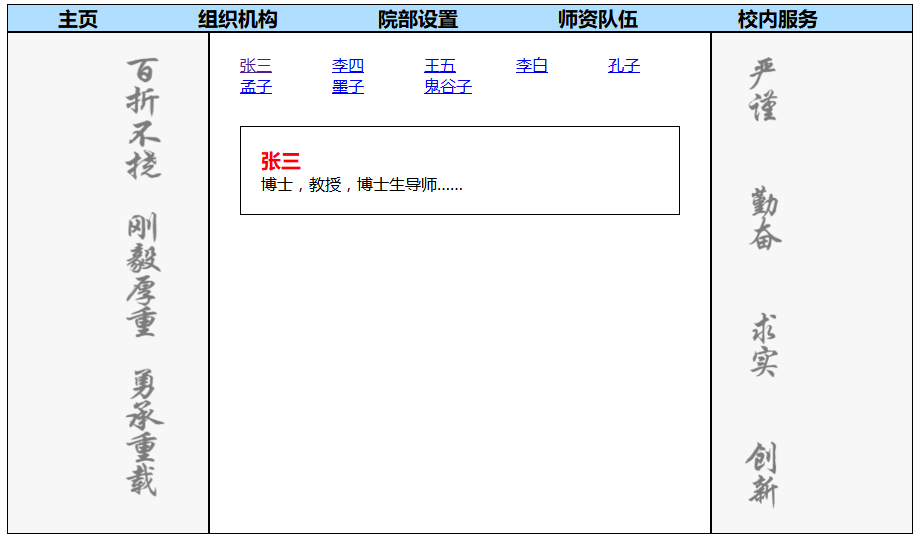 主页 组织机构 院部设置 师资队伍 校内服务
百折不挠
刚毅厚重
勇承重载
张三 李四 王五 李白 孔子
孟子 墨子 鬼谷子
张三
博士，教授，博士生导师……
严谨
勤奋
求实
创新